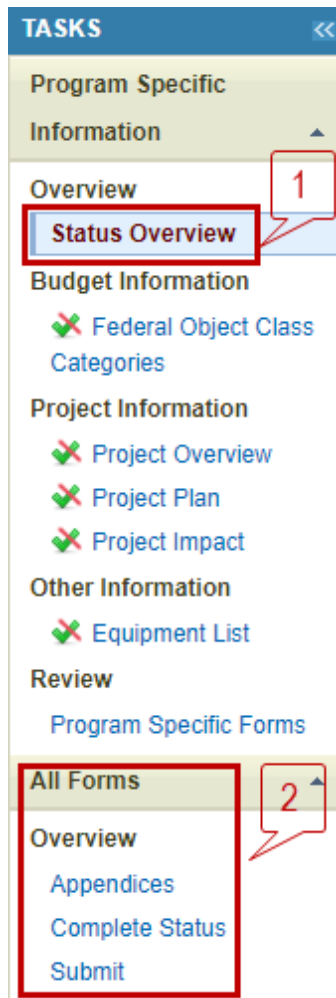 TASKS <<
Program Specific
Information
Overview
1
Status Overview
Budget Information
Federal Object Class
Categories
Project Information
Project Overview
Project Plan
Project Impact
Other Information
Equipment List
Review
Program Specific Forms
All Forms
2
Overview
Appendices
Complete Status
Submit